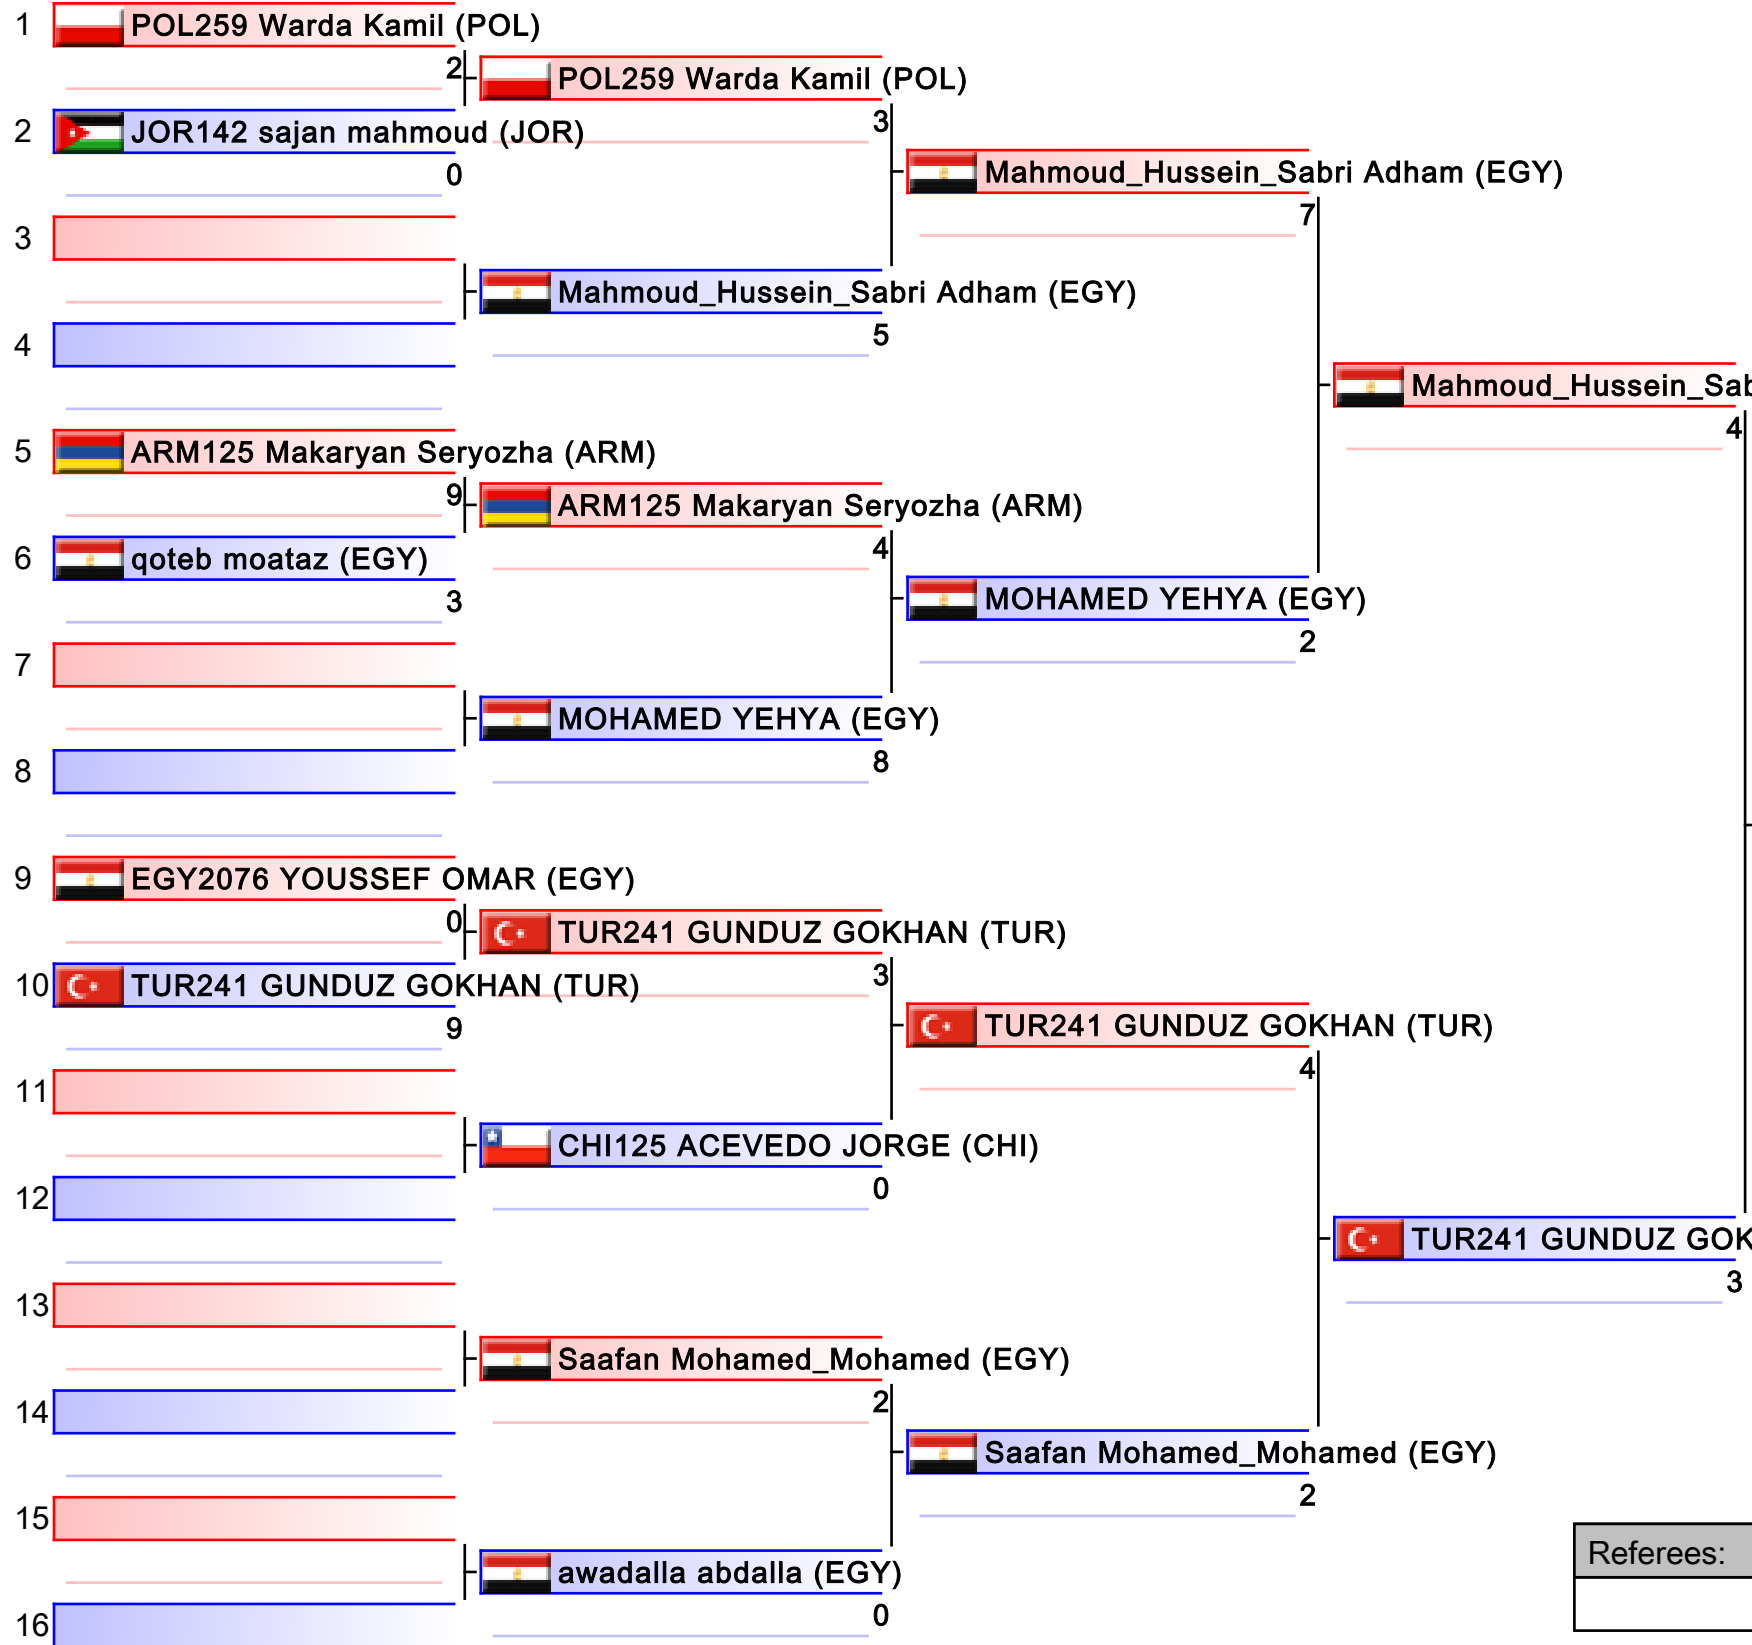 1 POL259 Warda Kamil (POL)
2 POL259 Warda Kamil (POL)
3
2 JOR142 sajan mahmoud (JOR)
0
Mahmoud_Hussein_Sabri Adham (EGY)
7
3
Mahmoud_Hussein_Sabri Adham (EGY)
5
4
Mahmoud_Hussein_Sab
4
5 ARM125 Makaryan Seryozha (ARM)
9 ARM125 Makaryan Seryozha (ARM)
4
6 qoteb moataz (EGY)
3
MOHAMED YEHYA (EGY)
2
7
MOHAMED YEHYA (EGY)
8
8
9 EGY2076 YOUSSEF OMAR (EGY)
0 TUR241 GUNDUZ GOKHAN (TUR)
3
10 TUR241 GUNDUZ GOKHAN (TUR)
9
TUR241 GUNDUZ GOKHAN (TUR)
4
11
CHI125 ACEVEDO JORGE (CHI)
0
12
TUR241 GUNDUZ GOK
3
13
Saafan Mohamed_Mohamed (EGY)
2
14
Saafan Mohamed_Mohamed (EGY)
2
15
awadalla abdalla (EGY)
0
16
Referees: